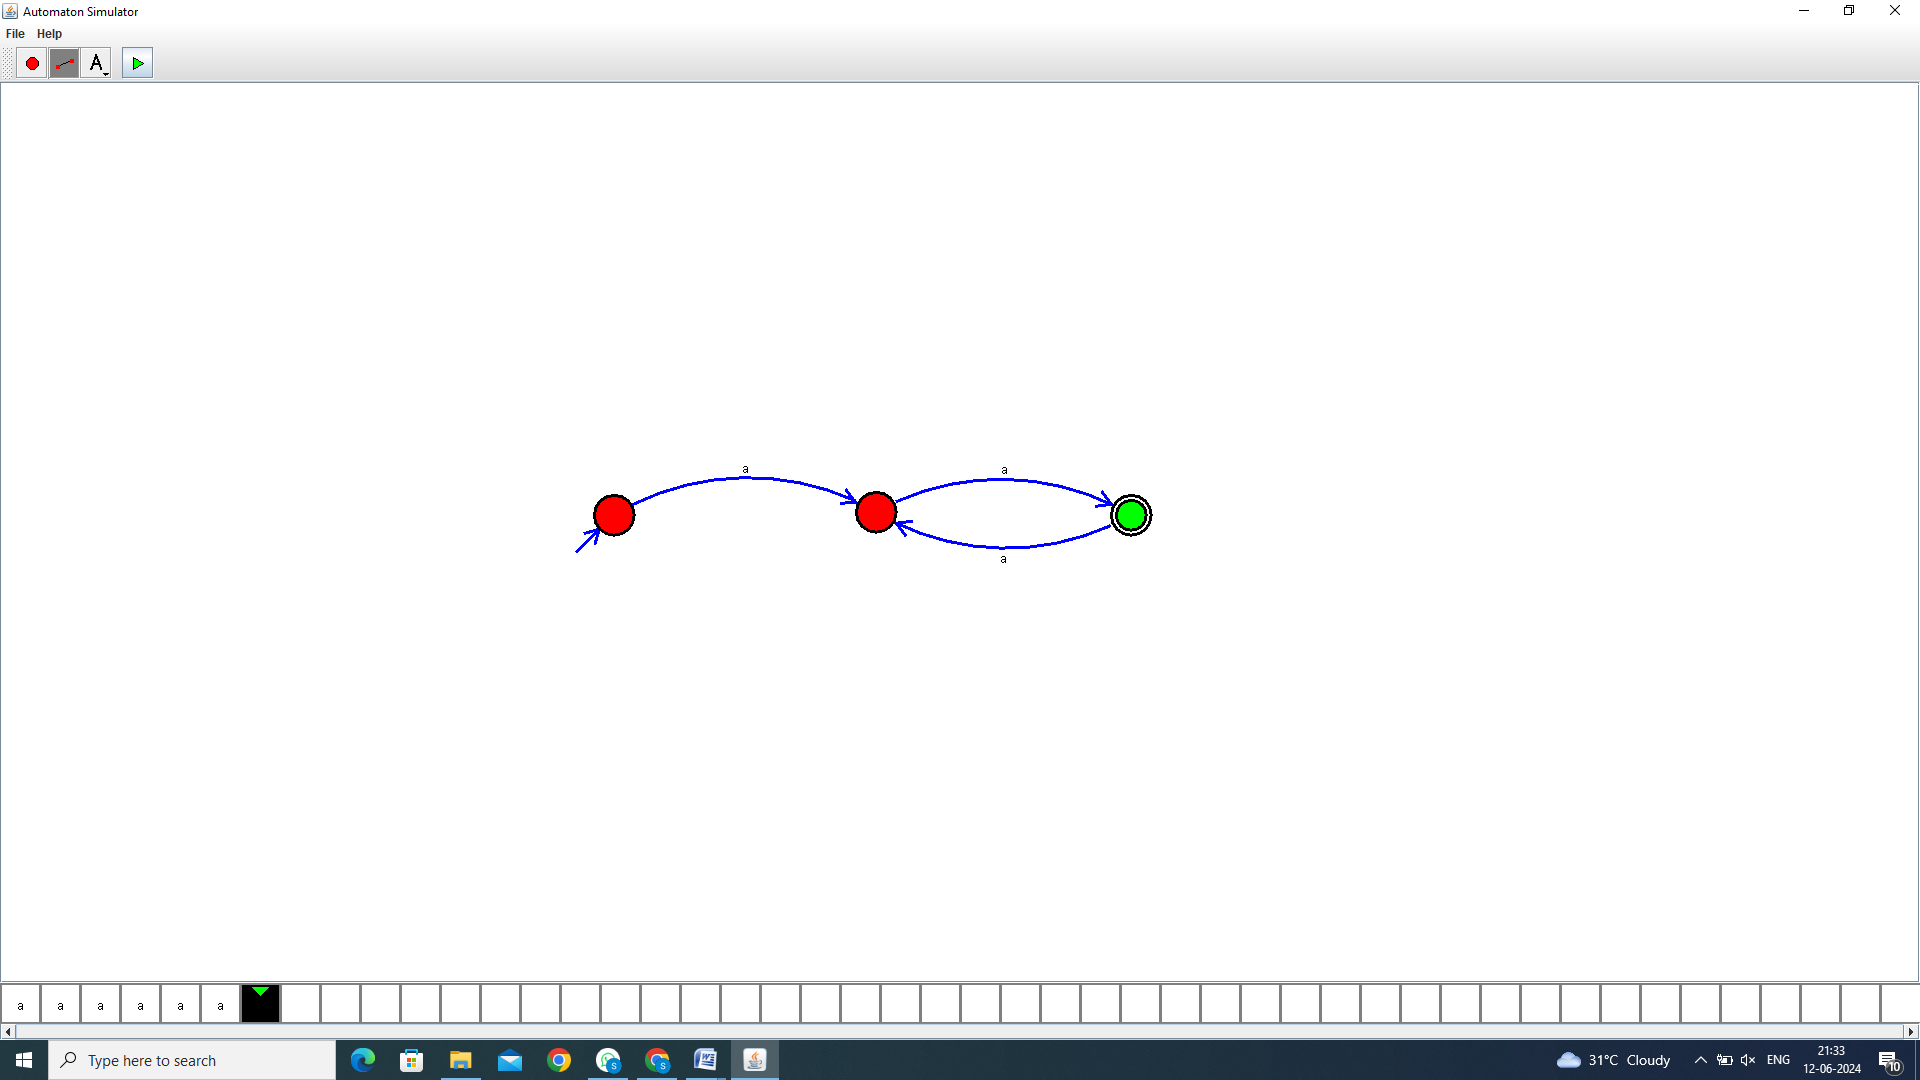 Automaton Simulator
File Help
A
a a
a
a a a a a a
Type here to search
31°C Cloudy
ENG
21:33
12-06-2024
10